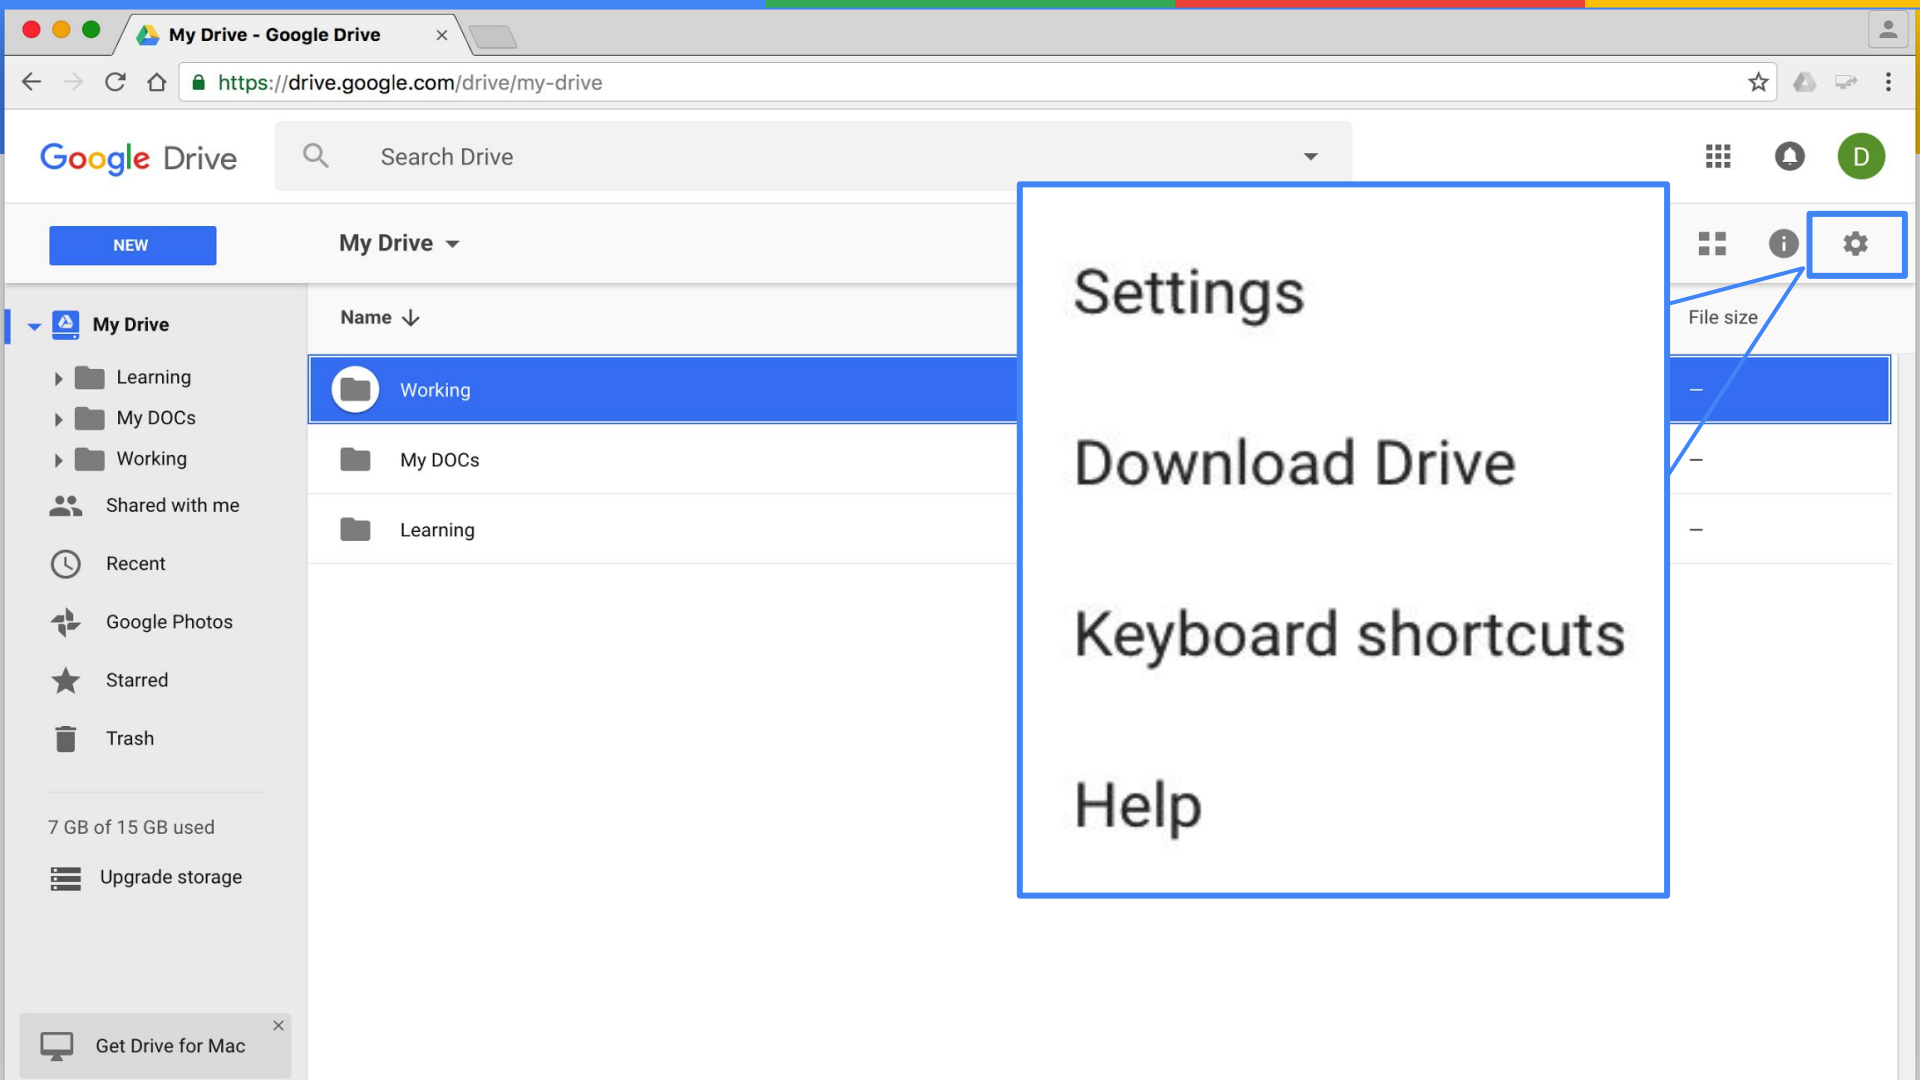 My Drive - Google Drive
https://drive.google.com/drive/my-drive
Google Drive
Search Drive
D
NEW
My Drive
My Drive
Learning
My DOCs
Working
Shared with me
Recent
Google Photos
Starred
Trash
7 GB of 15 GB used
Upgrade storage
Get Drive for Mac
Name
File size
Working
–
My DOCs
–
Learning
–
Settings
Download Drive
Keyboard shortcuts
Help